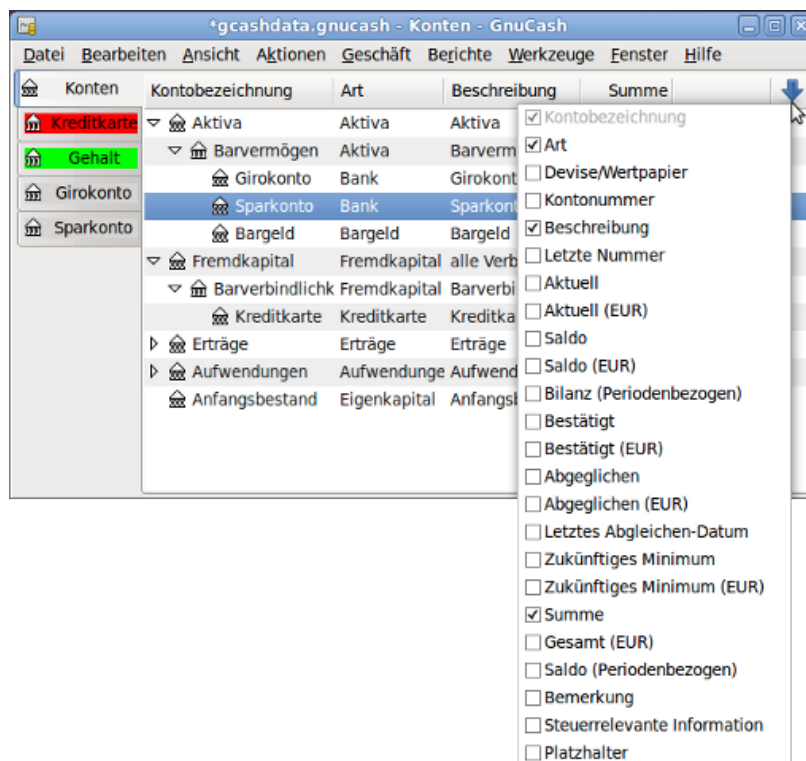 *gcashdata.gnucash - Konten - GnuCash
Datei Bearbeiten Ansicht Aktionen Geschäft Berichte Werkzeuge Fenster Hilfe
Konten
Kreditkarte
Gehalt
Girokonto
Sparkonto
Kontobezeichnung Art Beschreibung Summe
Aktiva Aktiva Aktiva
Barvermögen Aktiva Barverm
Girokonto Bank Girokont
Sparkonto Bank Sparkont
Bargeld Bargeld Bargeld
Fremdkapital Fremdkapital alle Verb
Barverbindlichk Fremdkapital Barverbi
Kreditkarte Kreditkarte Kreditka
Erträge Erträge Erträge
Aufwendungen Aufwendunge Aufwend
Anfangsbestand Eigenkapital Anfangsb
Kontobezeichnung
Art
Devise/Wertpapier
Kontonummer
Beschreibung
Letzte Nummer
Aktuell
Aktuell (EUR)
Saldo
Saldo (EUR)
Bilanz (Periodenbezogen)
Bestätigt
Bestätigt (EUR)
Abgeglichen
Abgeglichen (EUR)
Letztes Abgleichen-Datum
Zukünftiges Minimum
Zukünftiges Minimum (EUR)
Summe
Gesamt (EUR)
Saldo (Periodenbezogen)
Bemerkung
Steuerrelevante Information
Platzhalter